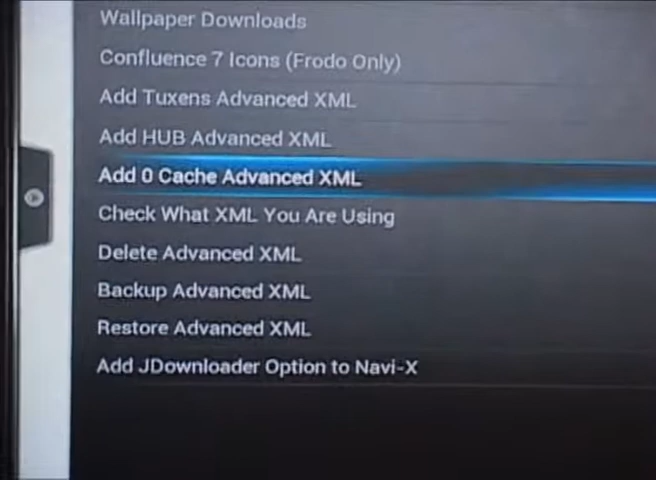 Wallpaper Downloads
Confluence 7 Icons (Frodo Only)
Add Tuxens Advanced XML
Add HUB Advanced XML
Add 0 Cache Advanced XML
Check What XML You Are Using
Delete Advanced XML
Backup Advanced XML
Restore Advanced XML
Add JDownloader Option to Navi-X